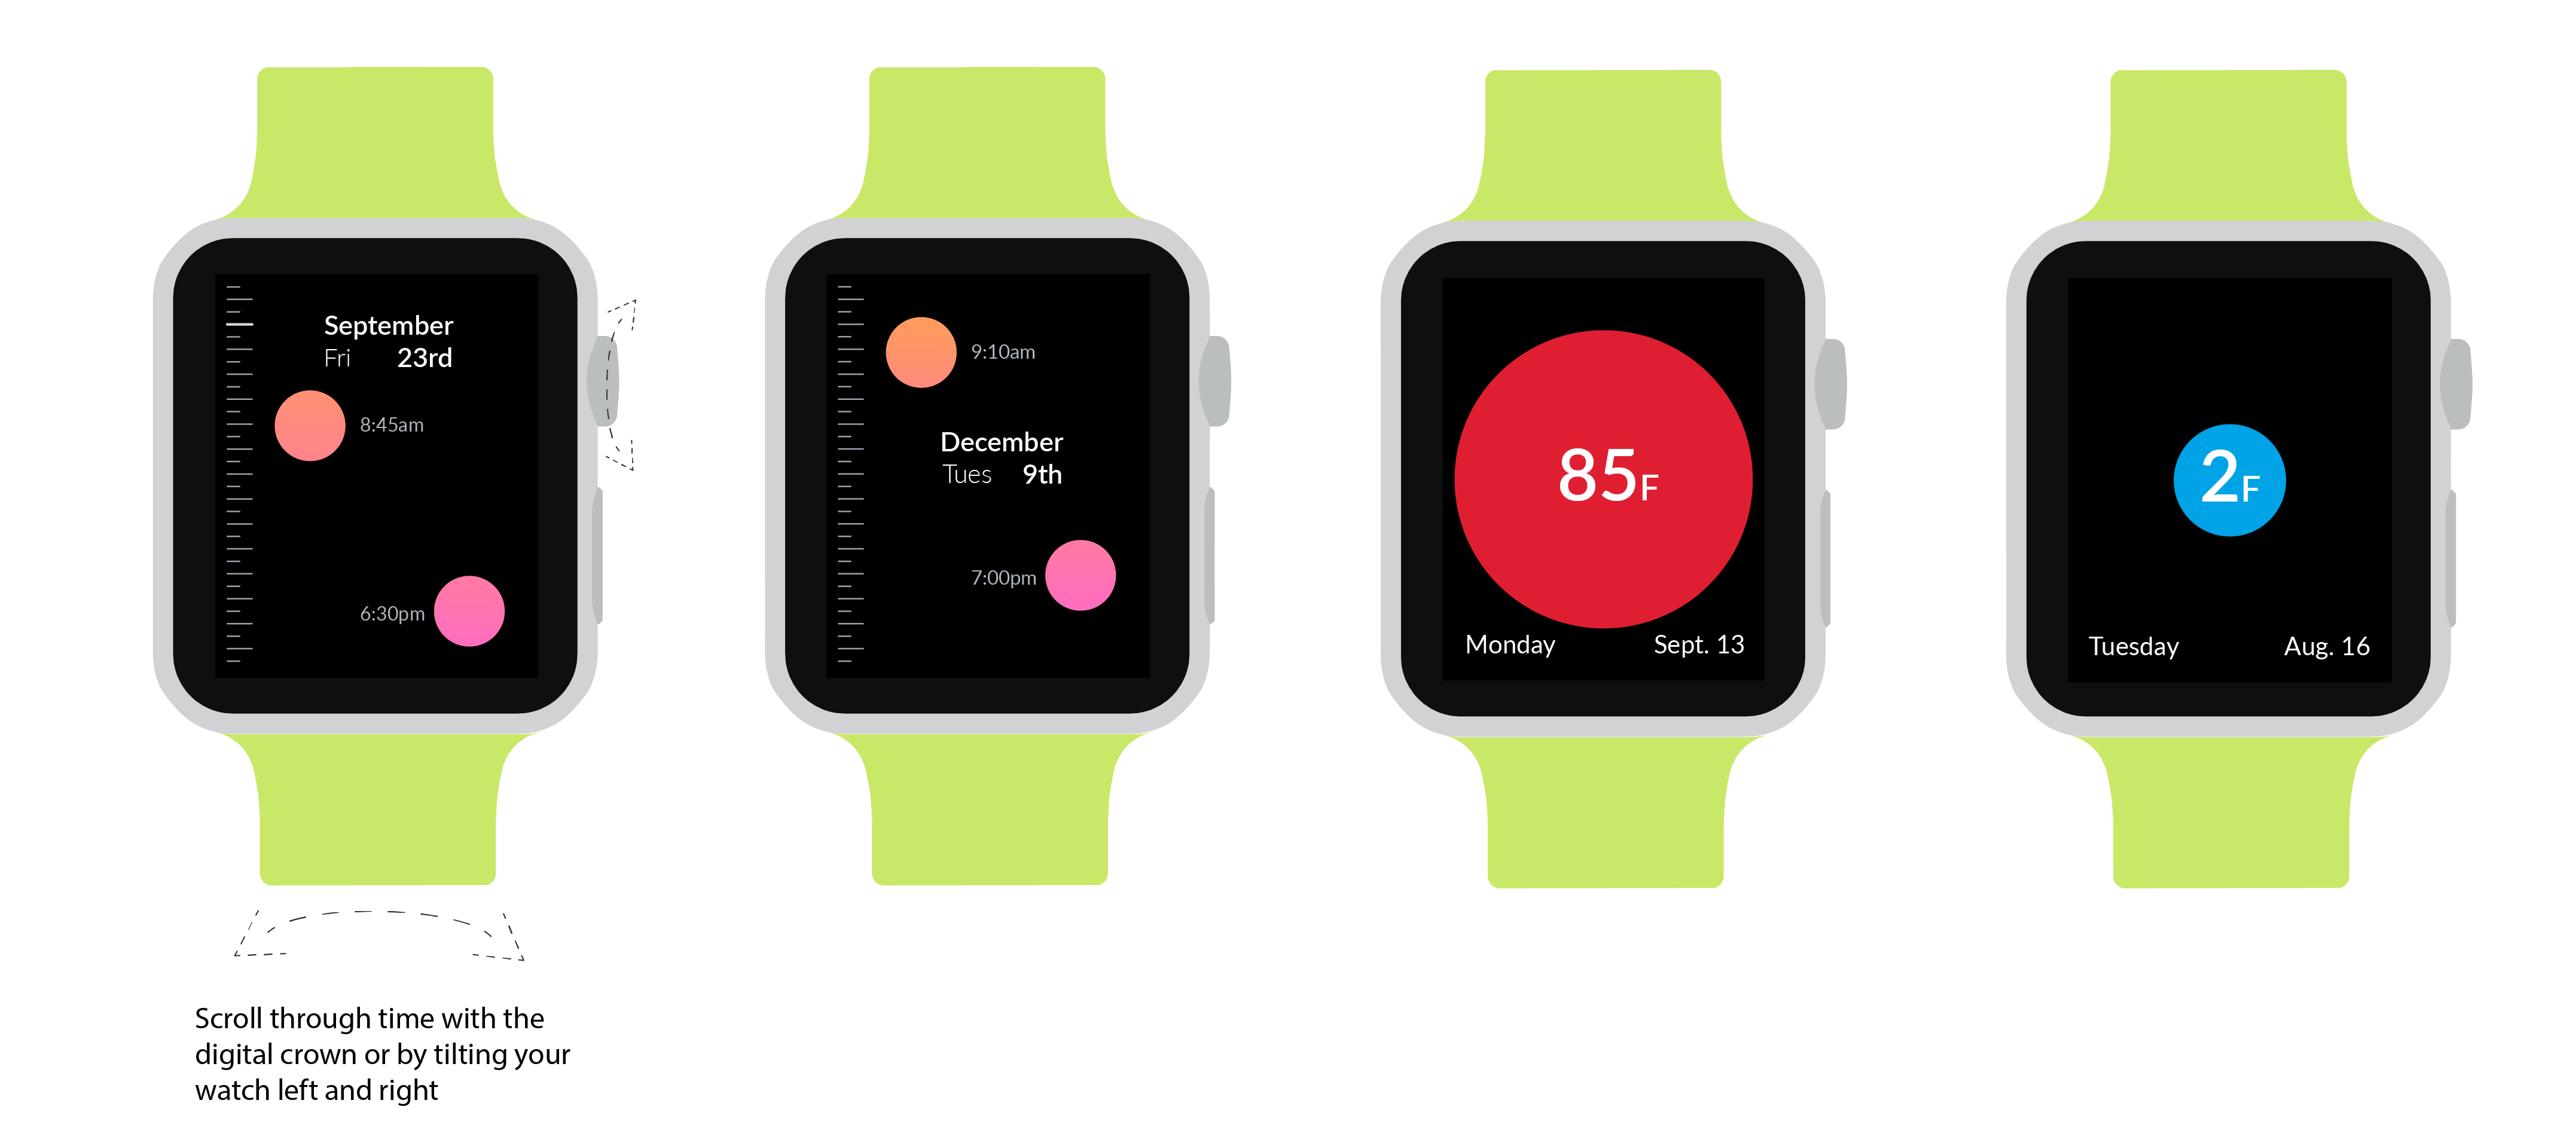 September
Fri 23rd
8:45am
6:30pm
Scroll through time with the
digital crown or by tilting your
watch left and right
9:10am
December
Tues 9th
7:00pm
85F
Monday Sept. 13
2F
Tuesday Aug. 16